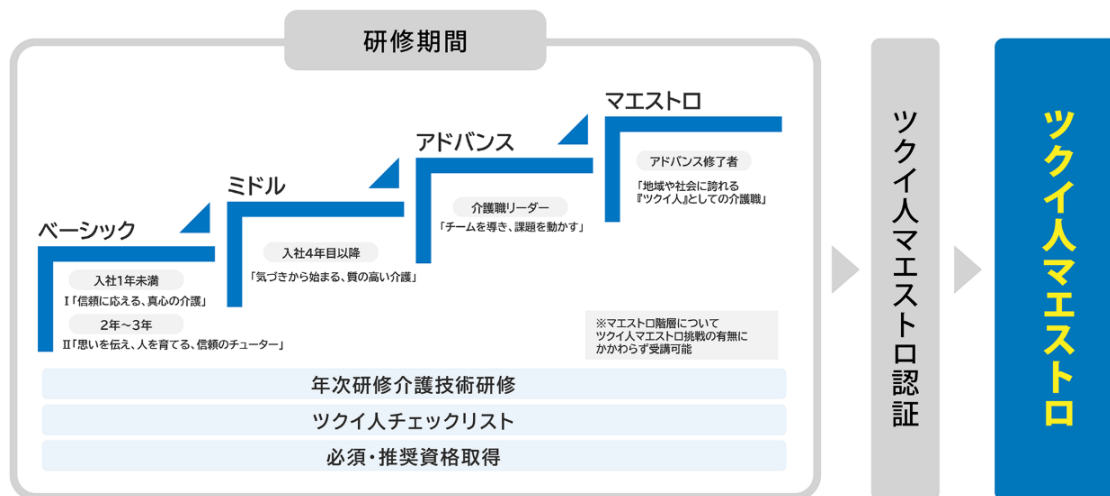 研修期間
マエストロ
アドバンス修了者
「地域や社会に誇れる
『ツクイ人』としての介護職」
アドバンス
介護職リーダー
「チームを導き、課題を動かす」
ミドル
入社4年目以降
「気づきから始まる、質の高い介護」
ベーシック
入社1年未満
Ⅰ「信頼に応える、真心の介護」
2年～3年
Ⅱ「思いを伝え、人を育てる、信頼のチューター」
※マエストロ階層について
ツクイ人マエストロ挑戦の有無に
かかわらず受講可能
年次研修介護技術研修
ツクイ人チェックリスト
必須・推奨資格取得
ツクイ人マエストロ認証
ツクイ人マエストロ